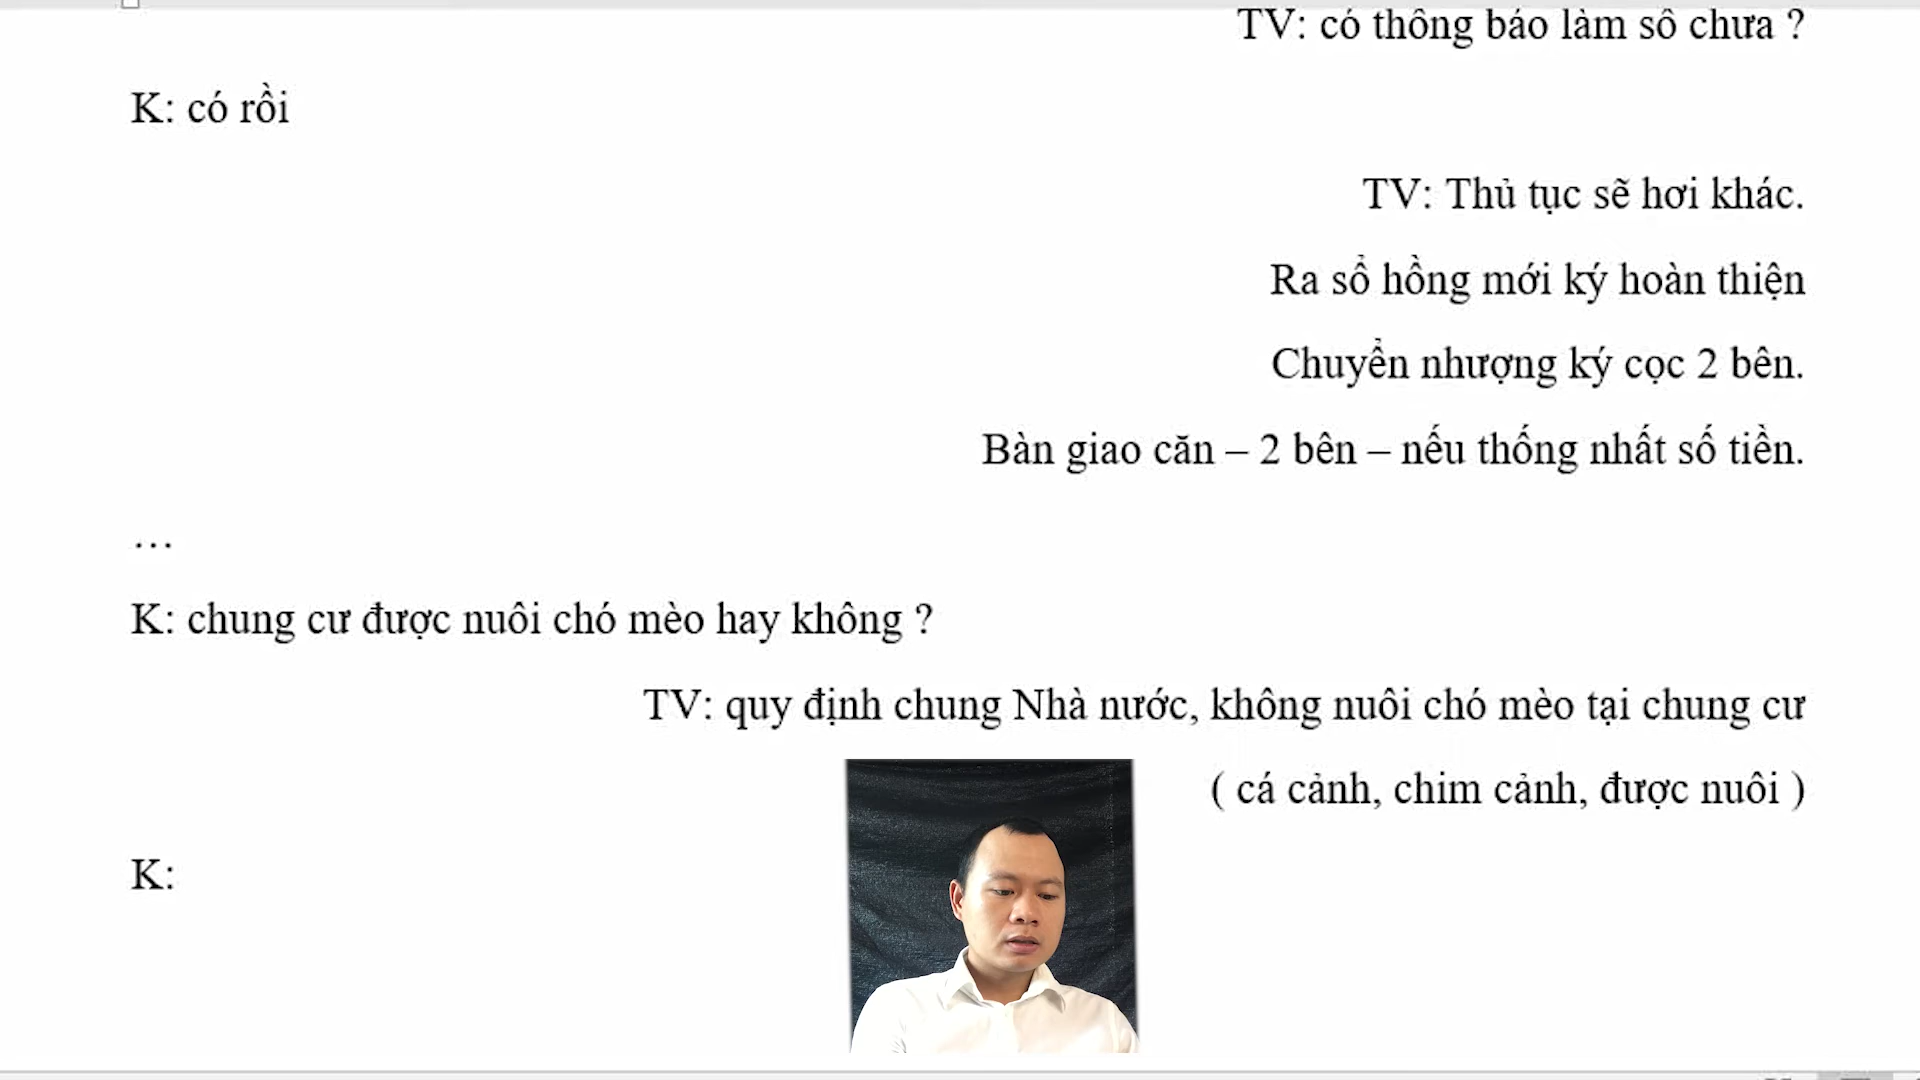 TV: có thông báo làm sổ chưa ?
K: có rồi
TV: Thủ tục sẽ hơi khác.
Ra sổ hồng mới ký hoàn thiện
Chuyển nhượng ký cọc 2 bên.
Bàn giao căn – 2 bên – nếu thống nhất số tiền.
…
K: chung cư được nuôi chó mèo hay không ?
TV: quy định chung Nhà nước, không nuôi chó mèo tại chung cư
( cá cảnh, chim cảnh, được nuôi )
K: